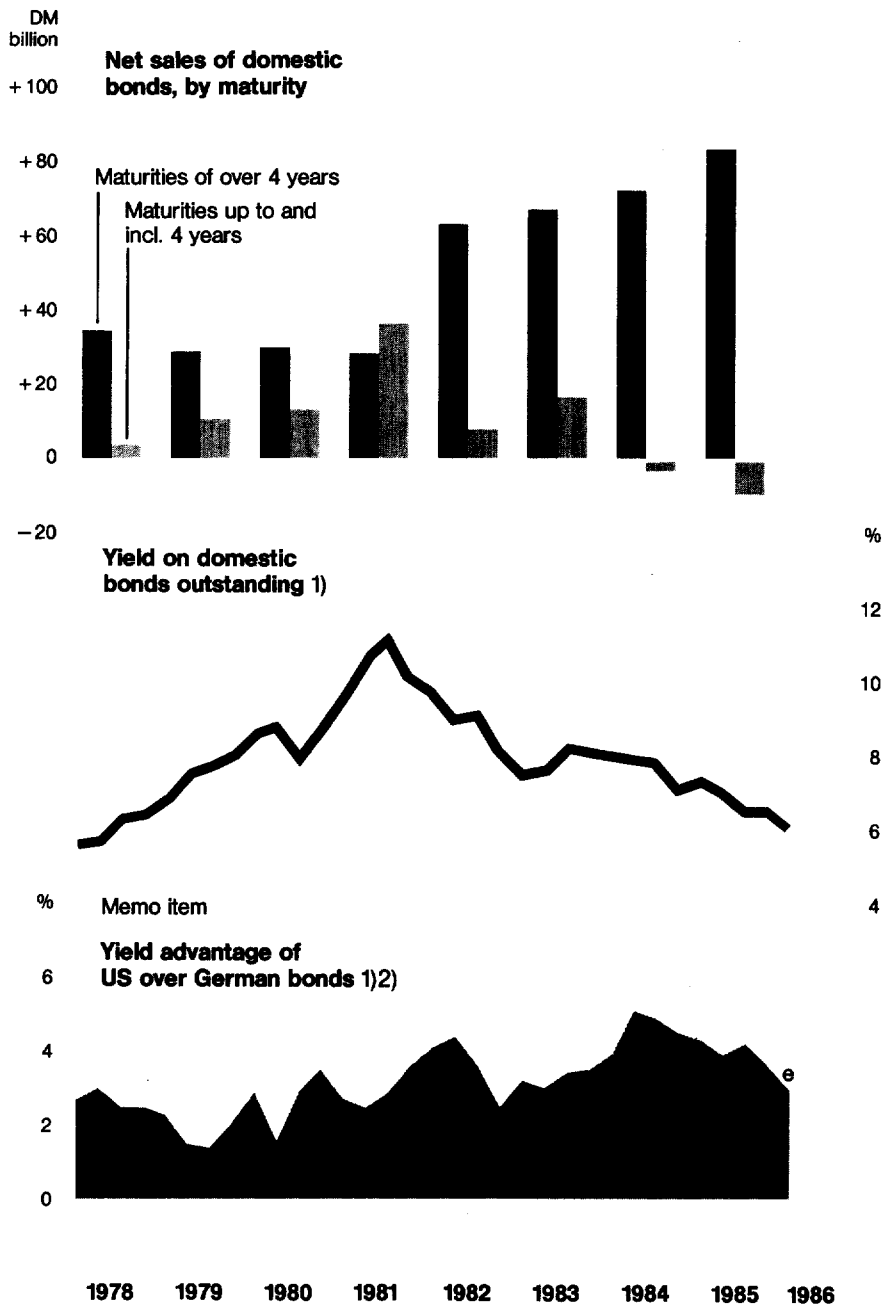 DM
billion
Net sales of domestic
bonds, by maturity
+ 100
+ 80
Maturities of over 4 years
Maturities up to and
incl. 4 years
+ 60
+ 40
+ 20
0
−20
%
Yield on domestic
bonds outstanding 1)
12
10
8
6
4
%
Memo item
Yield advantage of
US over German bonds 1)2)
6
4
e
2
0
1978 1979 1980 1981 1982 1983 1984 1985 1986